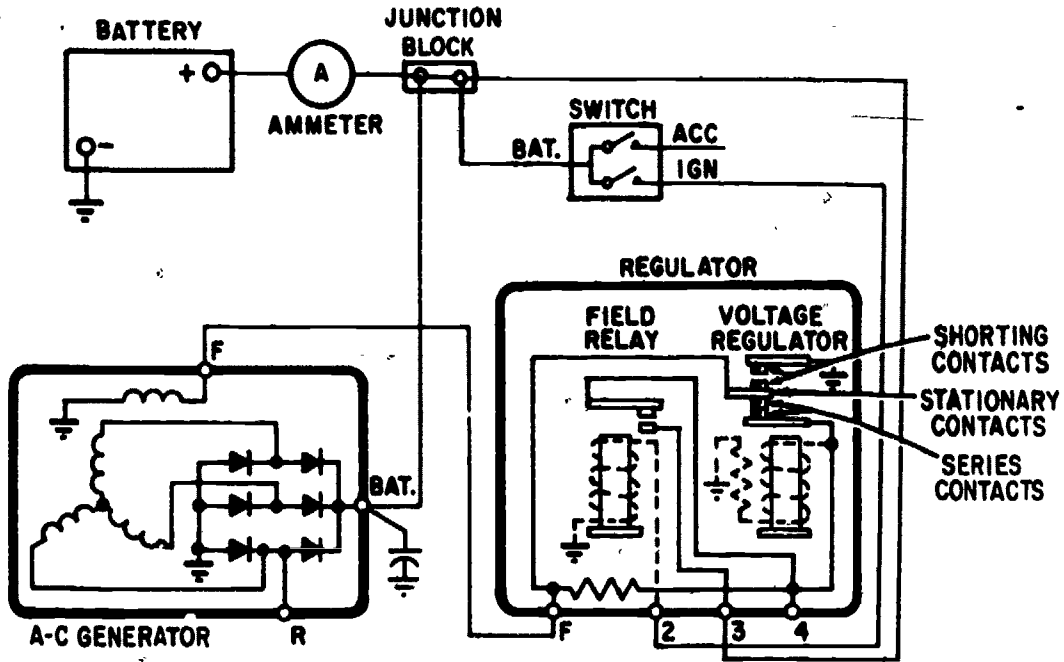 BATTERY
+
-
A
AMMETER
JUNCTION
BLOCK
SWITCH
BAT.
ACC
IGN
REGULATOR
FIELD
RELAY
VOLTAGE
REGULATOR
SHORTING
CONTACTS
STATIONARY
CONTACTS
SERIES
CONTACTS
F
BAT.
A-C GENERATOR
R
F
2
3
4